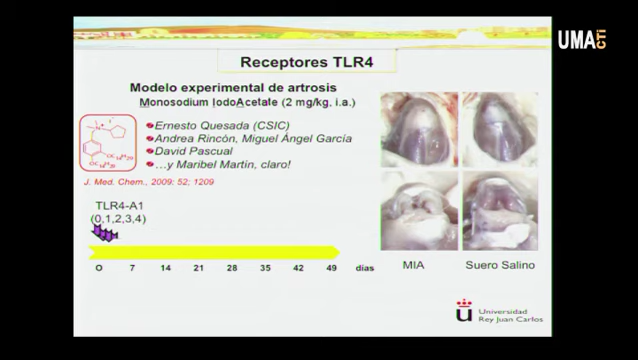 UMA
CTI
Receptores TLR4
Modelo experimental de artrosis
Monosodium IodoAcetate (2 mg/kg, i.a.)
Ernesto Quesada (CSIC)
Andrea Rincón, Miguel Ángel García
David Pascual
...y Maribel Martín, claro!
J. Med. Chem., 2009: 52; 1209
TLR4-A1
(0,1,2,3,4)
0 7 14 21 28 35 42 49 días
MIA Suero Salino
Universidad
Rey Juan Carlos